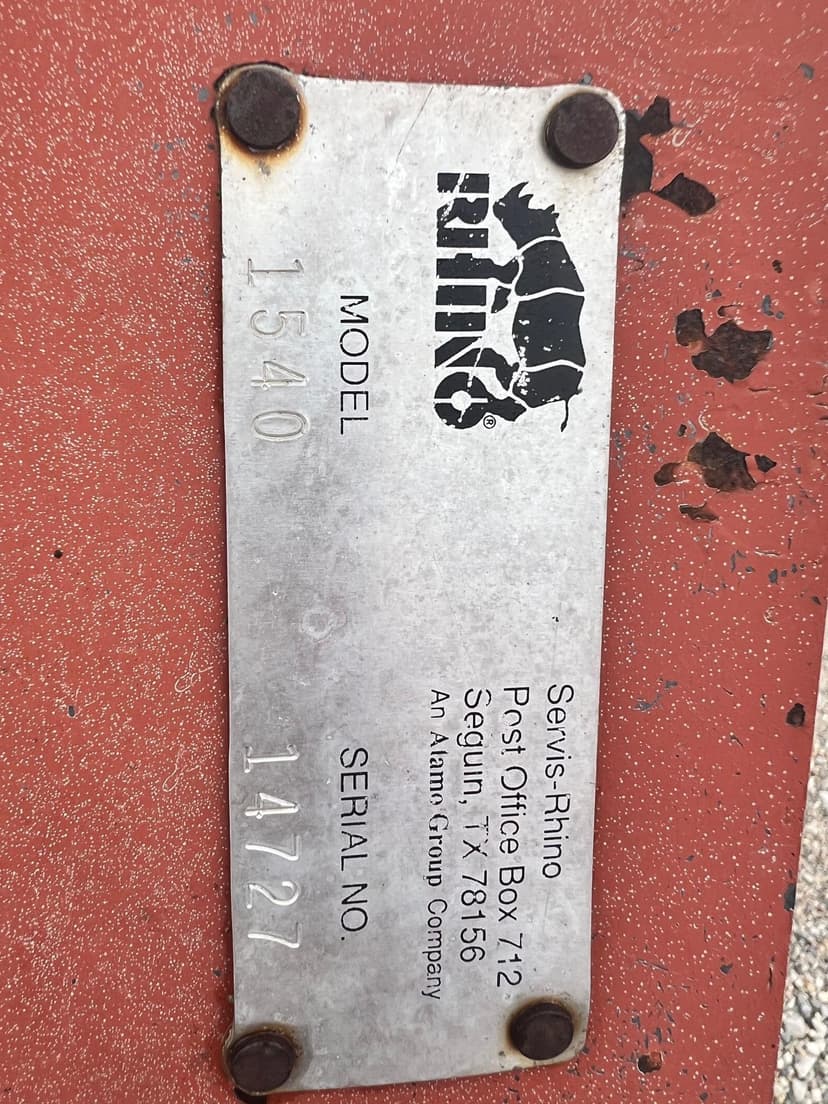 RHINO®
Servis-Rhino
Post Office Box 712
Seguin, TX 78156
An Alamo Group Company
MODEL
SERIAL NO.
1540
14727